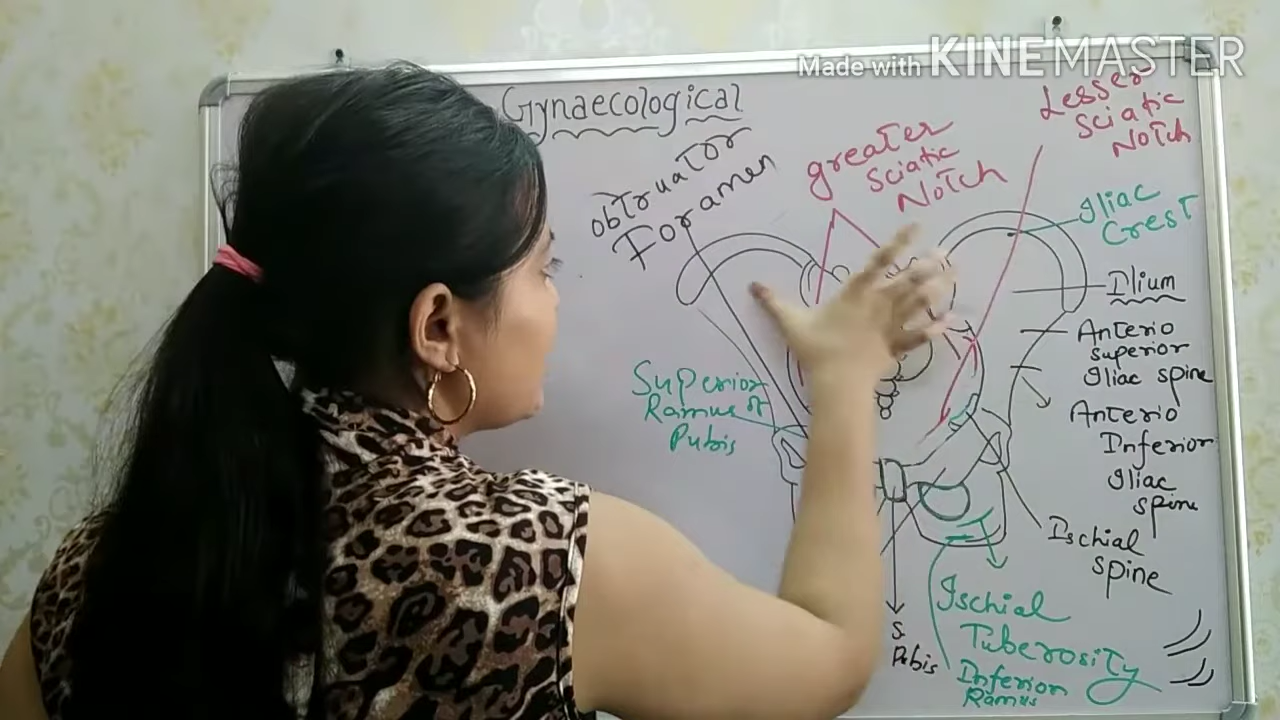 Made with KINEMASTER
Gynaecological
obTruaTor
Foramen
greaTer
sciaTic
NoTch
Lesser
Sciatic
NoTch
Iliac
CresT
Ilium
AnTerio
superior
Iliac spine
AnTerio
Inferior
Iliac
spine
Superior
Ramus of
Pubis
Ischial
spine
Ischial
TuberosiTy
S
Pubis
Inferior
Ramus